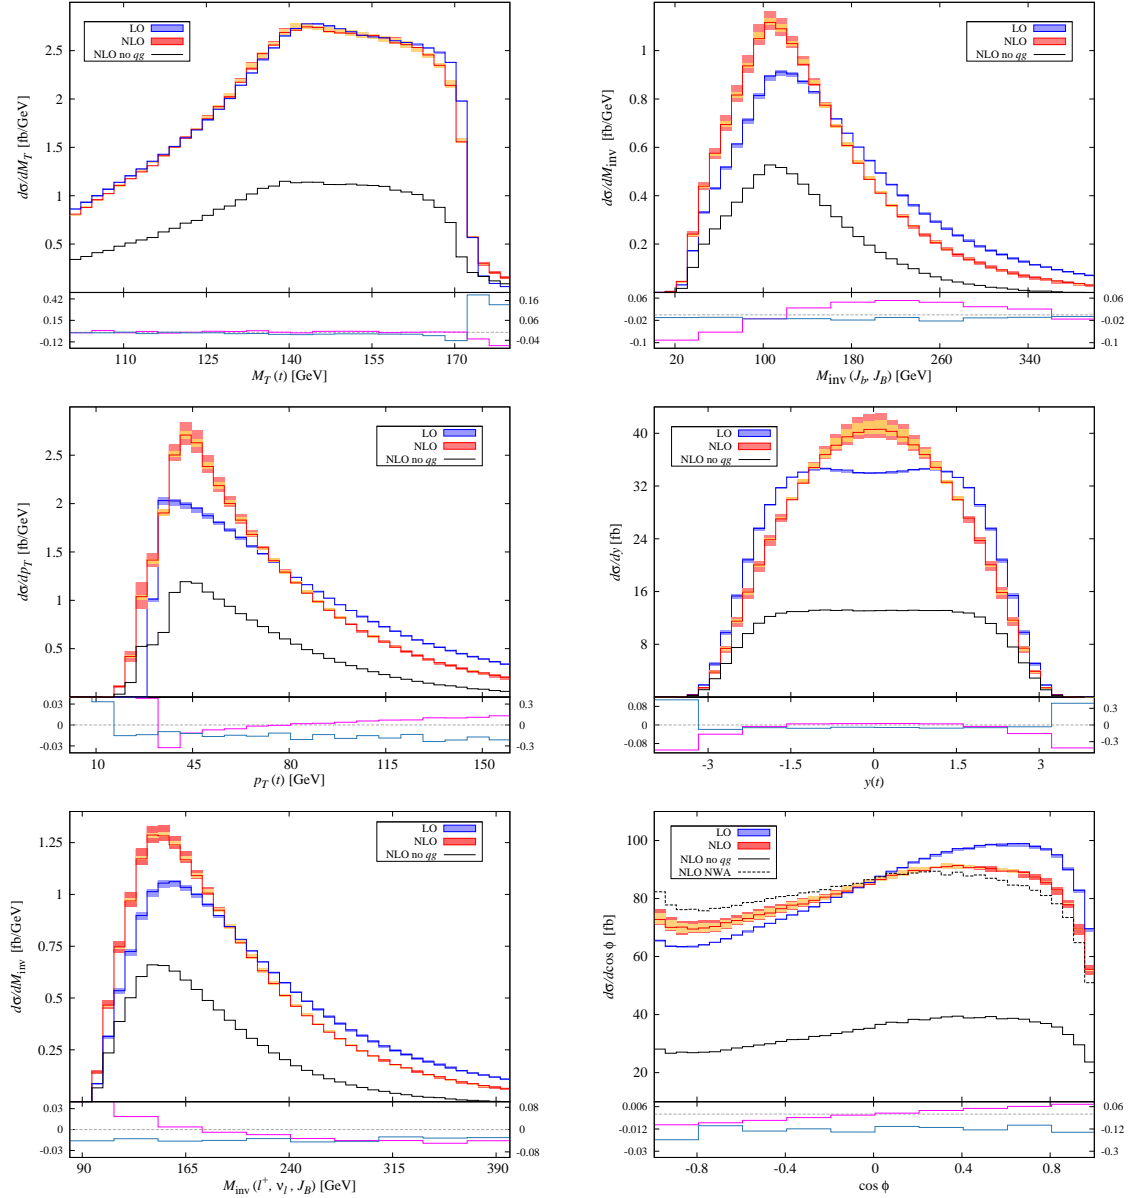 LO
NLO
NLO no qg
dσ/dM_T [fb/GeV]
2.5
2
1.5
1
0.5
0.42
0.15
-0.12
0.16
0.06
-0.04
110 125 140 155 170
M_T(t) [GeV]
LO
NLO
NLO no qg
dσ/dM_inv [fb/GeV]
1
0.8
0.6
0.4
0.2
0.06
-0.02
-0.1
0.06
-0.02
-0.1
20 100 180 260 340
M_inv(J_b, J_B) [GeV]
LO
NLO
NLO no qg
dσ/dp_T [fb/GeV]
2.5
2
1.5
1
0.5
0.03
0
-0.03
0.3
0
-0.3
10 45 80 115 150
p_T(t) [GeV]
LO
NLO
NLO no qg
dσ/dy [fb]
40
32
24
16
8
0.08
0
-0.08
0.3
0
-0.3
-3 -1.5 0 1.5 3
y(t)
LO
NLO
NLO no qg
dσ/dM_inv [fb/GeV]
1.25
1
0.75
0.5
0.25
0.03
0
-0.03
0.08
0
-0.08
90 165 240 315 390
M_inv(l^+, ν_l, J_B) [GeV]
LO
NLO
NLO no qg
NLO NWA
dσ/dcos ϕ [fb]
100
80
60
40
20
0.006
-0.12
0.06
-0.12
-0.8 -0.4 0 0.4 0.8
cos ϕ